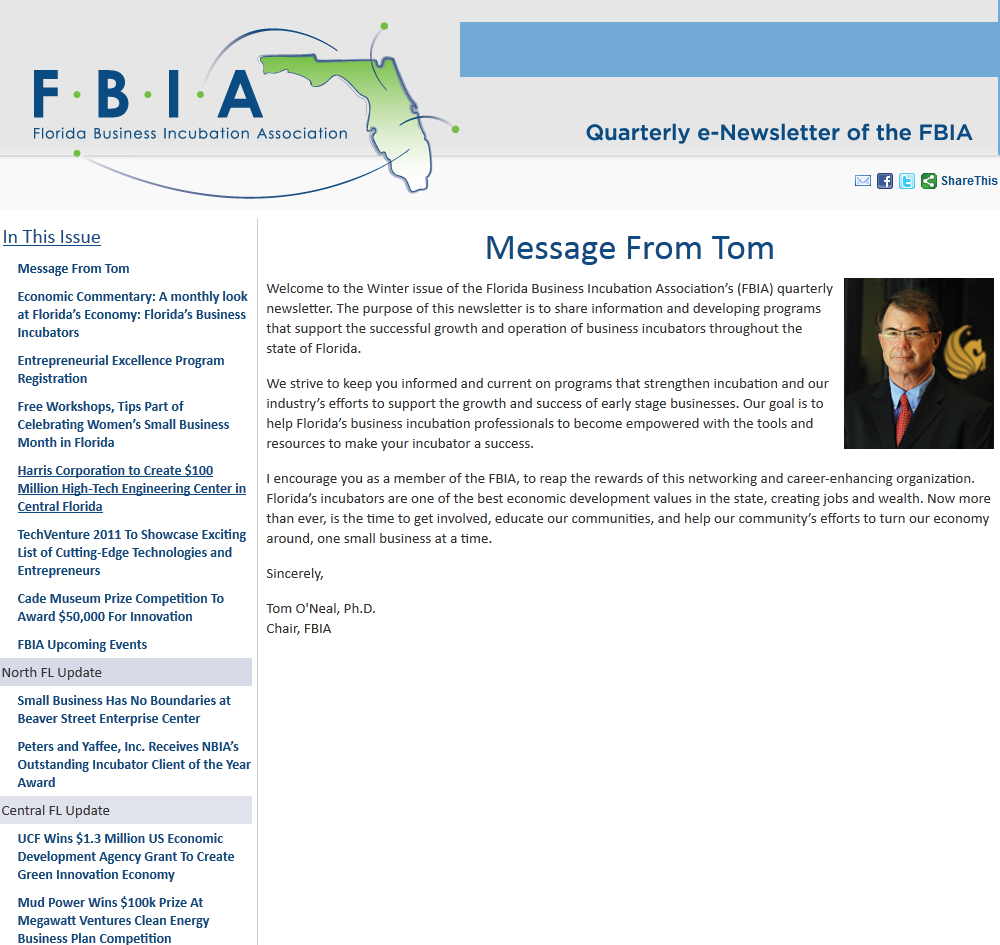 F·B·I·A
Florida Business Incubation Association
Quarterly e-Newsletter of the FBIA
ShareThis
In This Issue
Message From Tom
Economic Commentary: A monthly look
at Florida’s Economy: Florida’s Business
Incubators
Entrepreneurial Excellence Program
Registration
Free Workshops, Tips Part of
Celebrating Women’s Small Business
Month in Florida
Harris Corporation to Create $100
Million High-Tech Engineering Center in
Central Florida
TechVenture 2011 To Showcase Exciting
List of Cutting-Edge Technologies and
Entrepreneurs
Cade Museum Prize Competition To
Award $50,000 For Innovation
FBIA Upcoming Events
North FL Update
Small Business Has No Boundaries at
Beaver Street Enterprise Center
Peters and Yaffee, Inc. Receives NBIA’s
Outstanding Incubator Client of the Year
Award
Central FL Update
UCF Wins $1.3 Million US Economic
Development Agency Grant To Create
Green Innovation Economy
Mud Power Wins $100k Prize At
Megawatt Ventures Clean Energy
Business Plan Competition
Message From Tom
Welcome to the Winter issue of the Florida Business Incubation Association’s (FBIA) quarterly
newsletter. The purpose of this newsletter is to share information and developing programs
that support the successful growth and operation of business incubators throughout the
state of Florida.
We strive to keep you informed and current on programs that strengthen incubation and our
industry’s efforts to support the growth and success of early stage businesses. Our goal is to
help Florida’s business incubation professionals to become empowered with the tools and
resources to make your incubator a success.
I encourage you as a member of the FBIA, to reap the rewards of this networking and career-enhancing organization.
Florida’s incubators are one of the best economic development values in the state, creating jobs and wealth. Now more
than ever, is the time to get involved, educate our communities, and help our community’s efforts to turn our economy
around, one small business at a time.
Sincerely,
Tom O'Neal, Ph.D.
Chair, FBIA